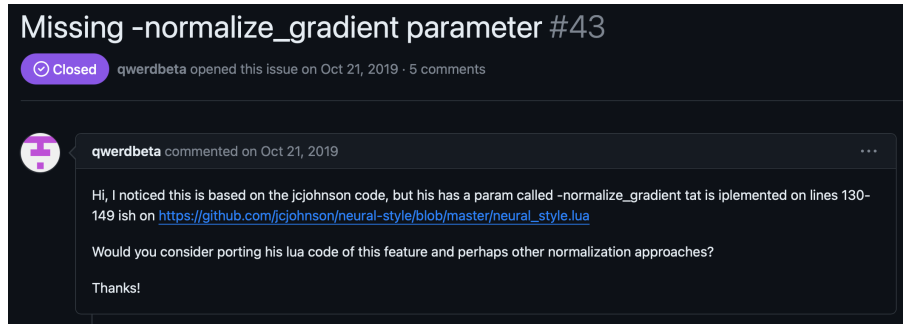 Missing -normalize_gradient parameter #43
Closed qwerdbeta opened this issue on Oct 21, 2019 · 5 comments
qwerdbeta commented on Oct 21, 2019
Hi, I noticed this is based on the jcjohnson code, but his has a param called -normalize_gradient tat is iplemented on lines 130-
149 ish on https://github.com/jcjohnson/neural-style/blob/master/neural_style.lua
Would you consider porting his lua code of this feature and perhaps other normalization approaches?
Thanks!